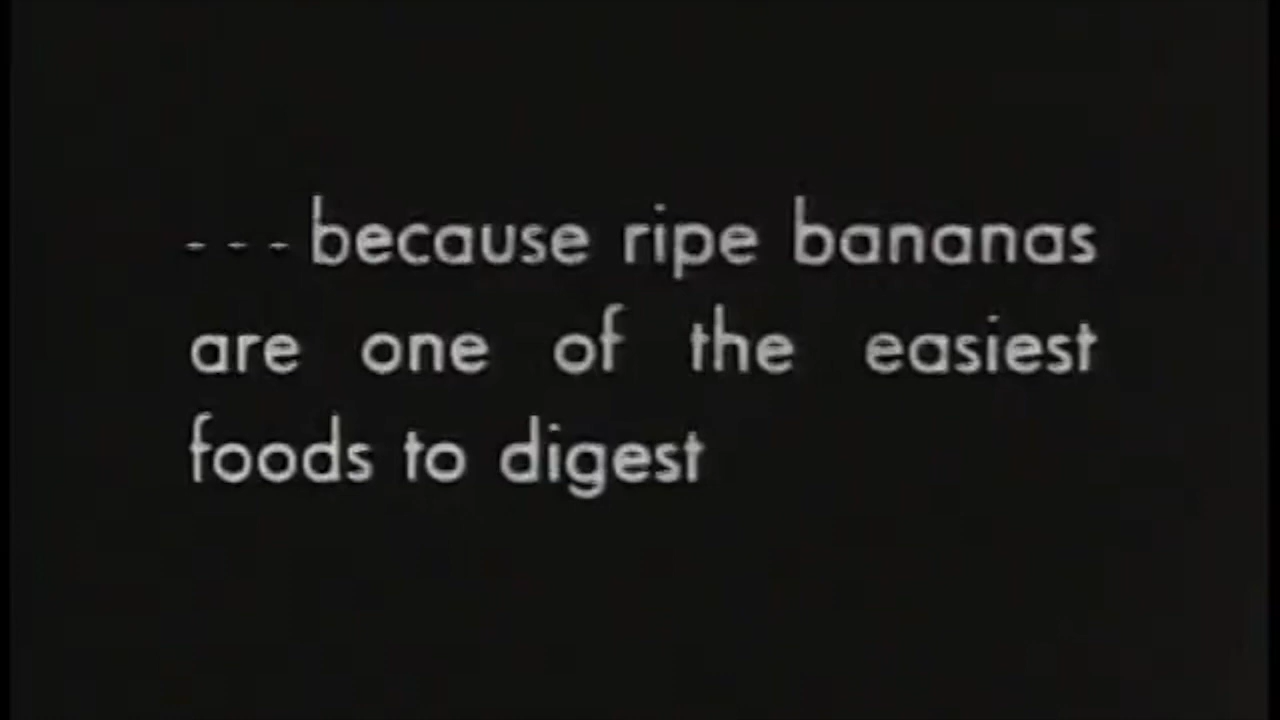 --- because ripe bananas
are one of the easiest
foods to digest